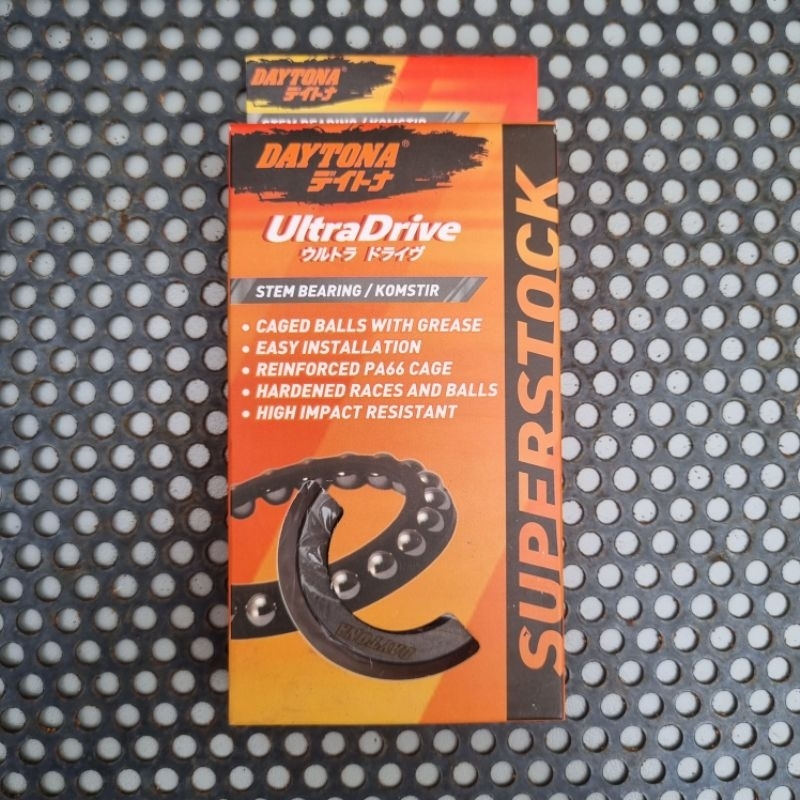 DAYTONA®
デイトナ
STEM BEARING / KOMSTIR
DAYTONA®
デイトナ
UltraDrive
ウルトラ ドライヴ
STEM BEARING / KOMSTIR
• CAGED BALLS WITH GREASE
• EASY INSTALLATION
• REINFORCED PA66 CAGE
• HARDENED RACES AND BALLS
• HIGH IMPACT RESISTANT
DAYTONA
SUPERSTOCK